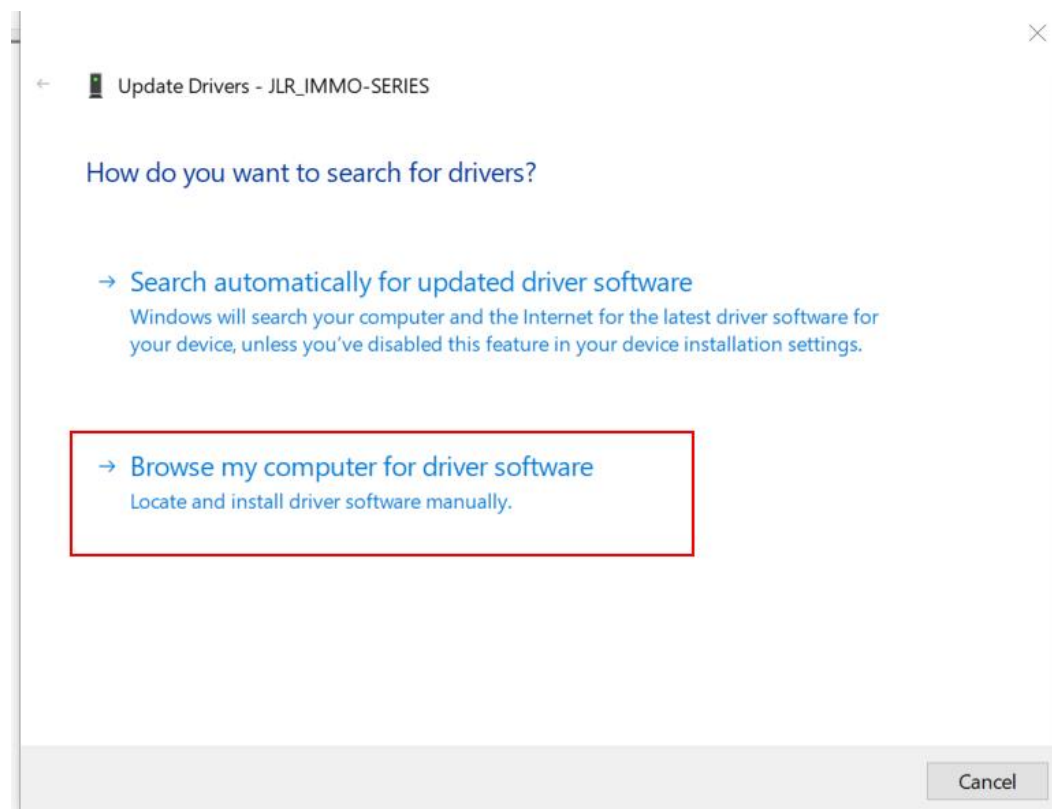 Update Drivers - JLR_IMMO-SERIES
How do you want to search for drivers?
Search automatically for updated driver software
Windows will search your computer and the Internet for the latest driver software for
your device, unless you've disabled this feature in your device installation settings.
Browse my computer for driver software
Locate and install driver software manually.
Cancel